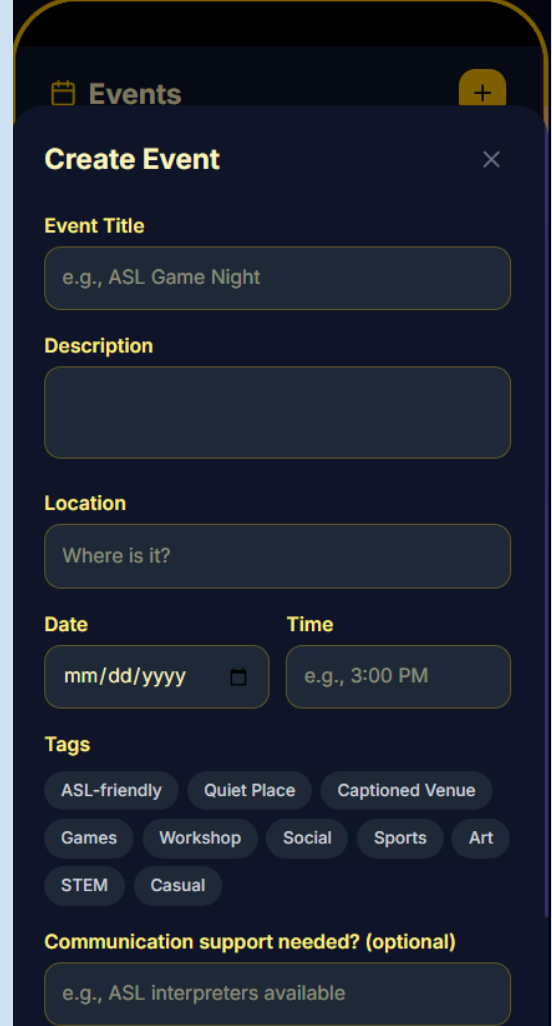 Events
+
Create Event
Event Title
e.g., ASL Game Night
Description
Location
Where is it?
Date Time
mm/dd/yyyy e.g., 3:00 PM
Tags
ASL-friendly Quiet Place Captioned Venue
Games Workshop Social Sports Art
STEM Casual
Communication support needed? (optional)
e.g., ASL interpreters available